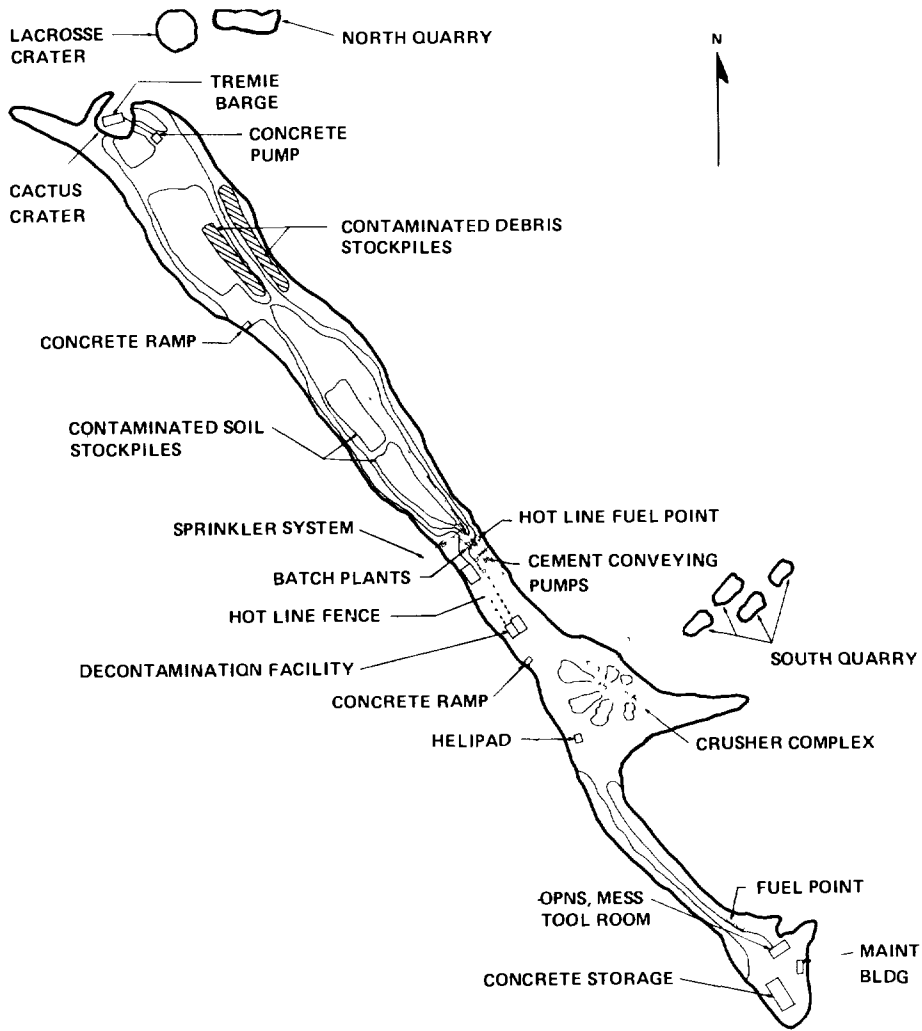 LACROSSE
CRATER
NORTH QUARRY
N
TREMIE
BARGE
CONCRETE
PUMP
CACTUS
CRATER
CONTAMINATED DEBRIS
STOCKPILES
CONCRETE RAMP
CONTAMINATED SOIL
STOCKPILES
SPRINKLER SYSTEM
HOT LINE FUEL POINT
BATCH PLANTS
CEMENT CONVEYING
PUMPS
HOT LINE FENCE
SOUTH QUARRY
DECONTAMINATION FACILITY
CONCRETE RAMP
HELIPAD
CRUSHER COMPLEX
FUEL POINT
OPNS, MESS
TOOL ROOM
MAINT
BLDG
CONCRETE STORAGE